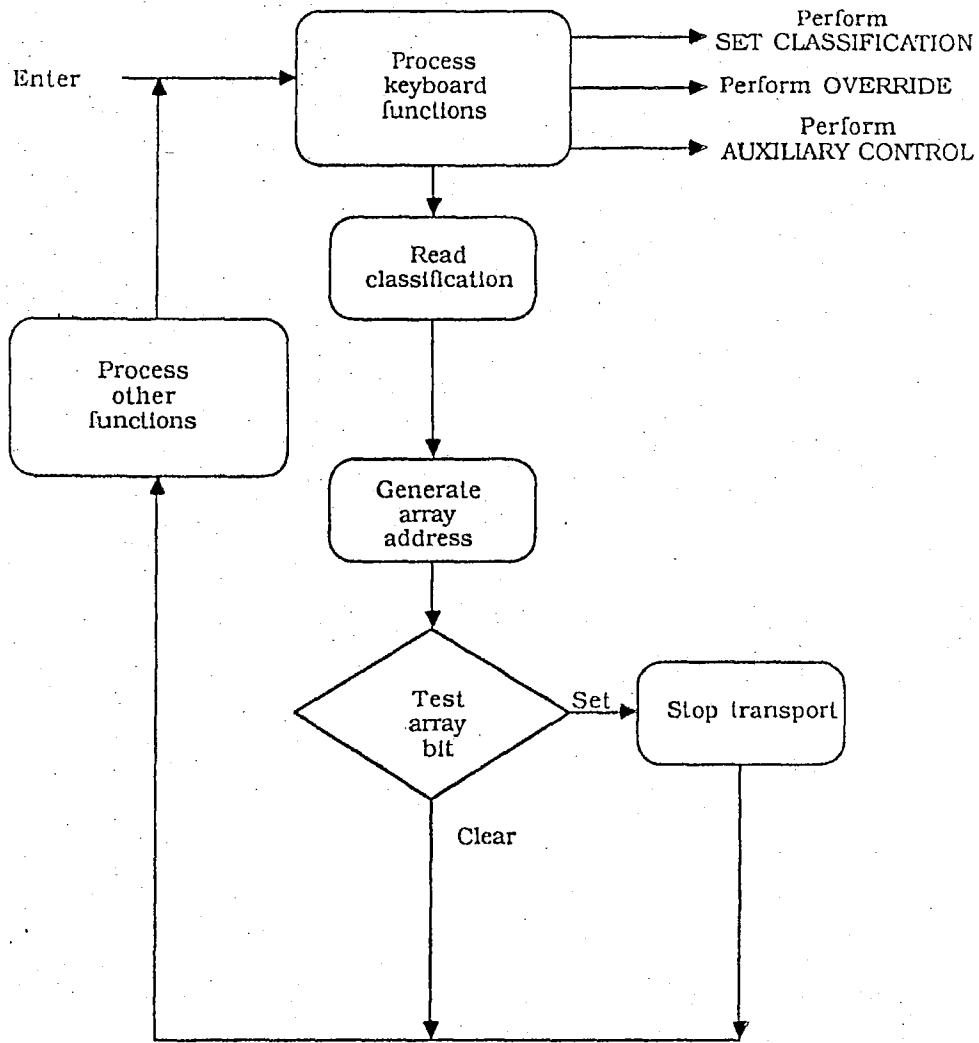 Enter
Process
keyboard
functions
Perform
SET CLASSIFICATION
Perform OVERRIDE
Perform
AUXILIARY CONTROL
Read
classification
Process
other
functions
Generate
array
address
Test
array
bit
Set
Stop transport
Clear